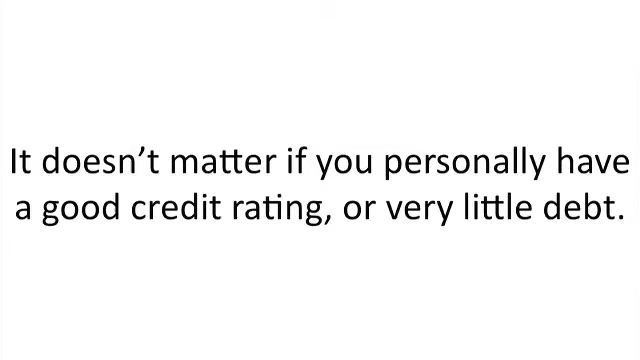 It doesn’t matter if you personally have
a good credit rating, or very little debt.